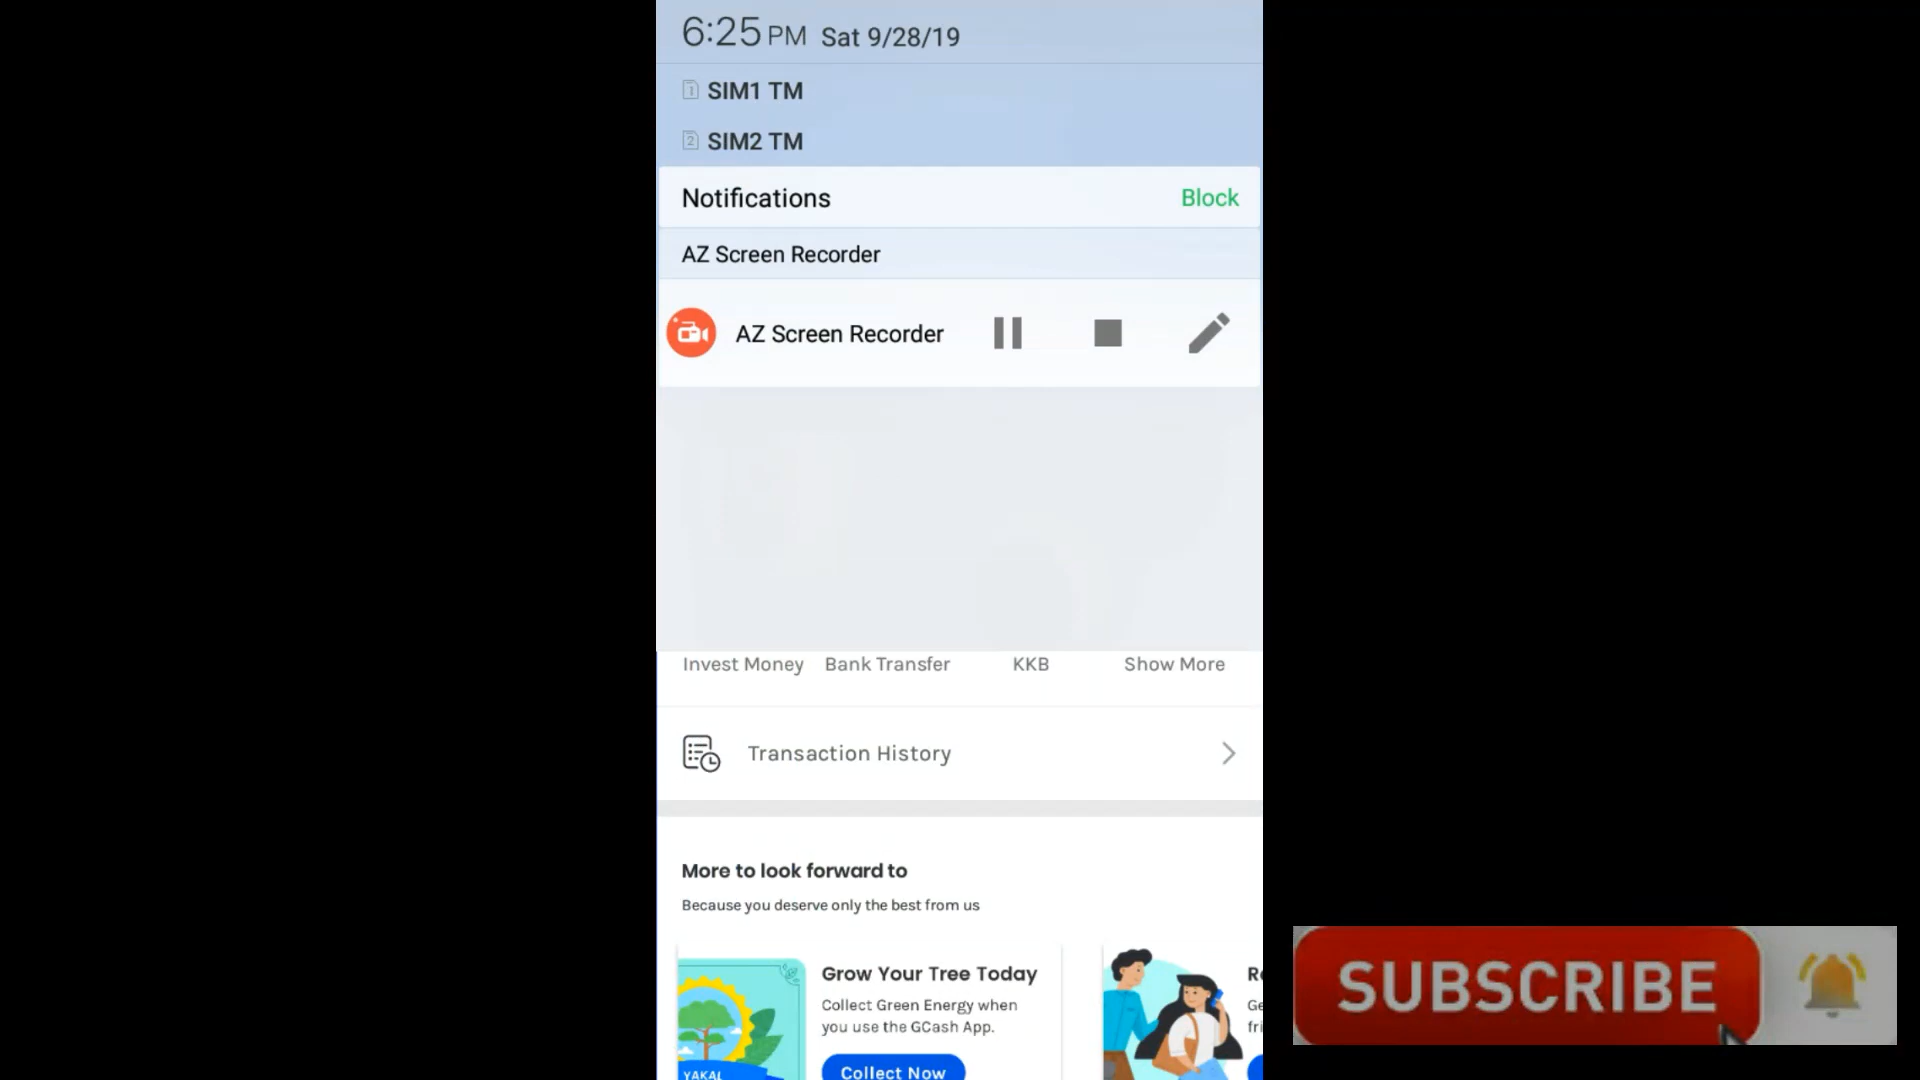 6:25 PM Sat 9/28/19
1 SIM1 TM
2 SIM2 TM
Notifications Block
AZ Screen Recorder
AZ Screen Recorder
Invest Money Bank Transfer KKB Show More
Transaction History
More to look forward to
Because you deserve only the best from us
Grow Your Tree Today
Collect Green Energy when
you use the GCash App.
Collect Now
YAKAL
SUBSCRIBE